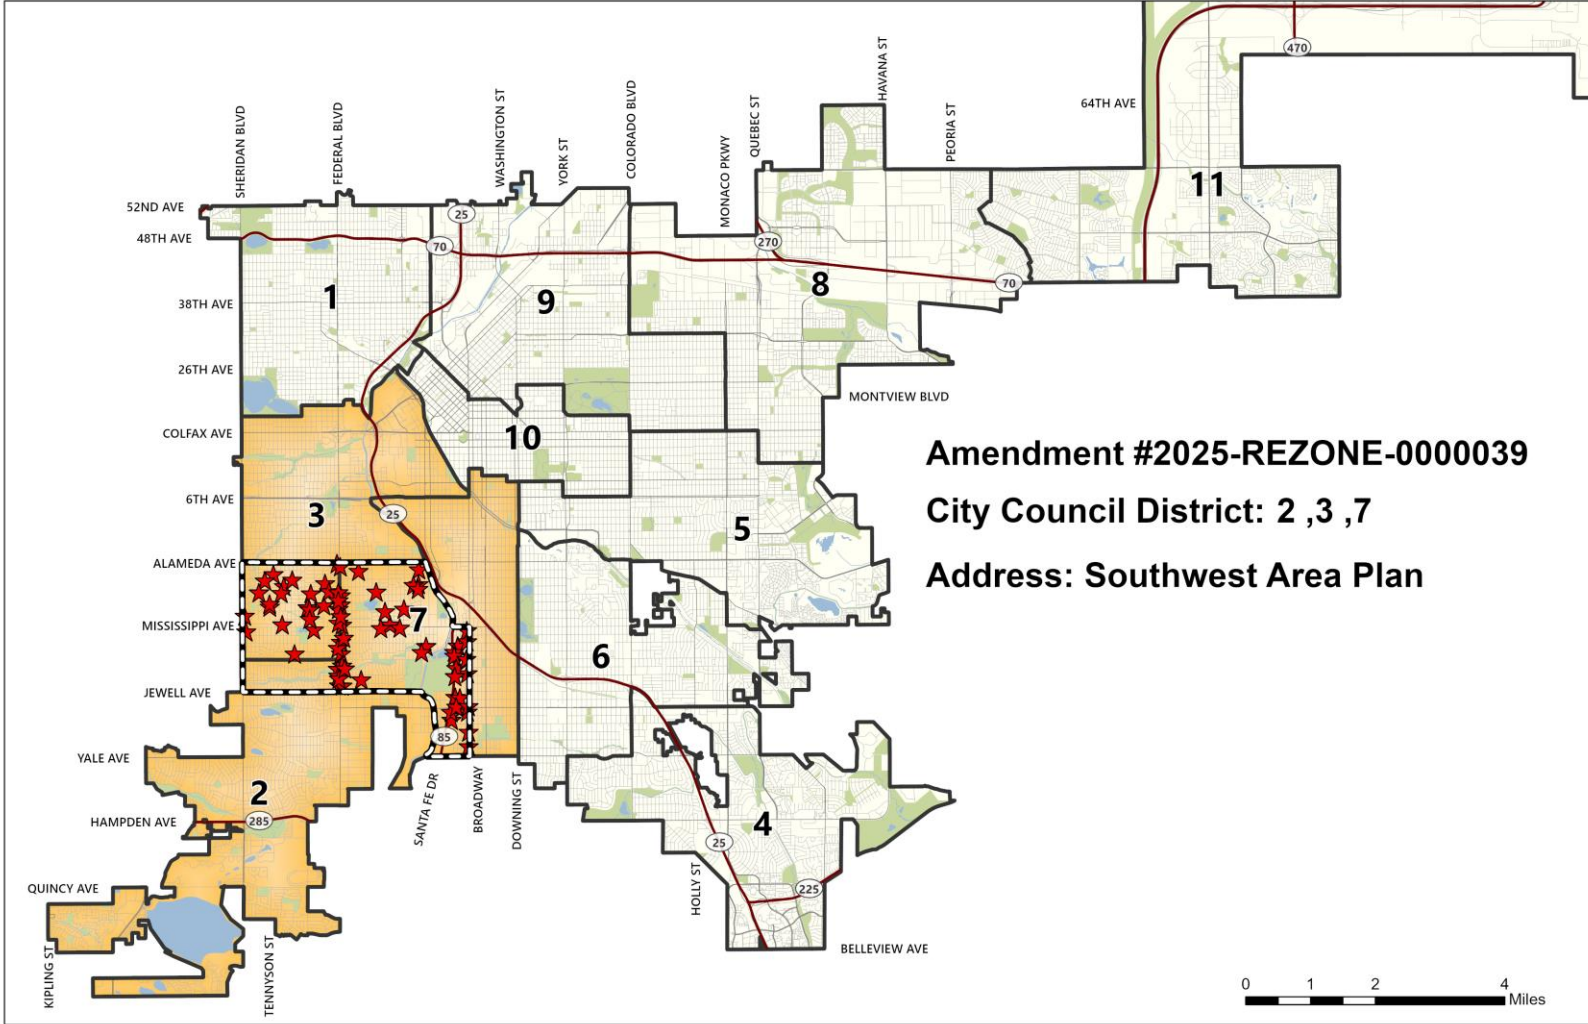 470
64TH AVE
HAVANA ST
PEORIA ST
QUEBEC ST
MONACO PKWY
COLORADO BLVD
YORK ST
WASHINGTON ST
FEDERAL BLVD
SHERIDAN BLVD
11
52ND AVE
25
48TH AVE
70
270
8
70
1
9
38TH AVE
26TH AVE
MONTVIEW BLVD
COLFAX AVE
10
Amendment #2025-REZONE-0000039
City Council District: 2 ,3 ,7
Address: Southwest Area Plan
6TH AVE
3
25
5
ALAMEDA AVE
7
MISSISSIPPI AVE
6
JEWELL AVE
85
YALE AVE
2
SANTA FE DR
BROADWAY
DOWNING ST
HAMPDEN AVE
285
4
25
HOLLY ST
225
QUINCY AVE
BELLEVIEW AVE
KIPLING ST
TENNYSON ST
0 1 2 4
Miles